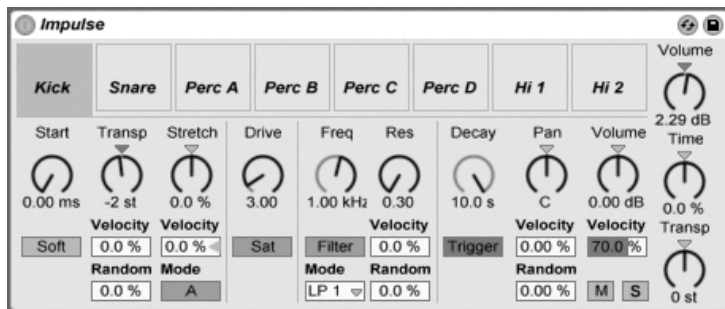 Impulse
Volume
Kick Snare Perc A Perc B Perc C Perc D Hi 1 Hi 2
2.29 dB
Start Transp Stretch Drive Freq Res Decay Pan Volume Time
0.00 ms -2 st 0.0 % 3.00 1.00 kHz 0.30 10.0 s C 0.00 dB 0.0 %
Velocity Velocity Velocity Velocity Velocity Transp
Soft 0.0 % 0.0 % Sat Filter 0.0 % Trigger 0.00 % 70.0 %
Random Mode Mode Random Random
0.0 % A LP 1 0.0 % 0.00 % M S 0 st